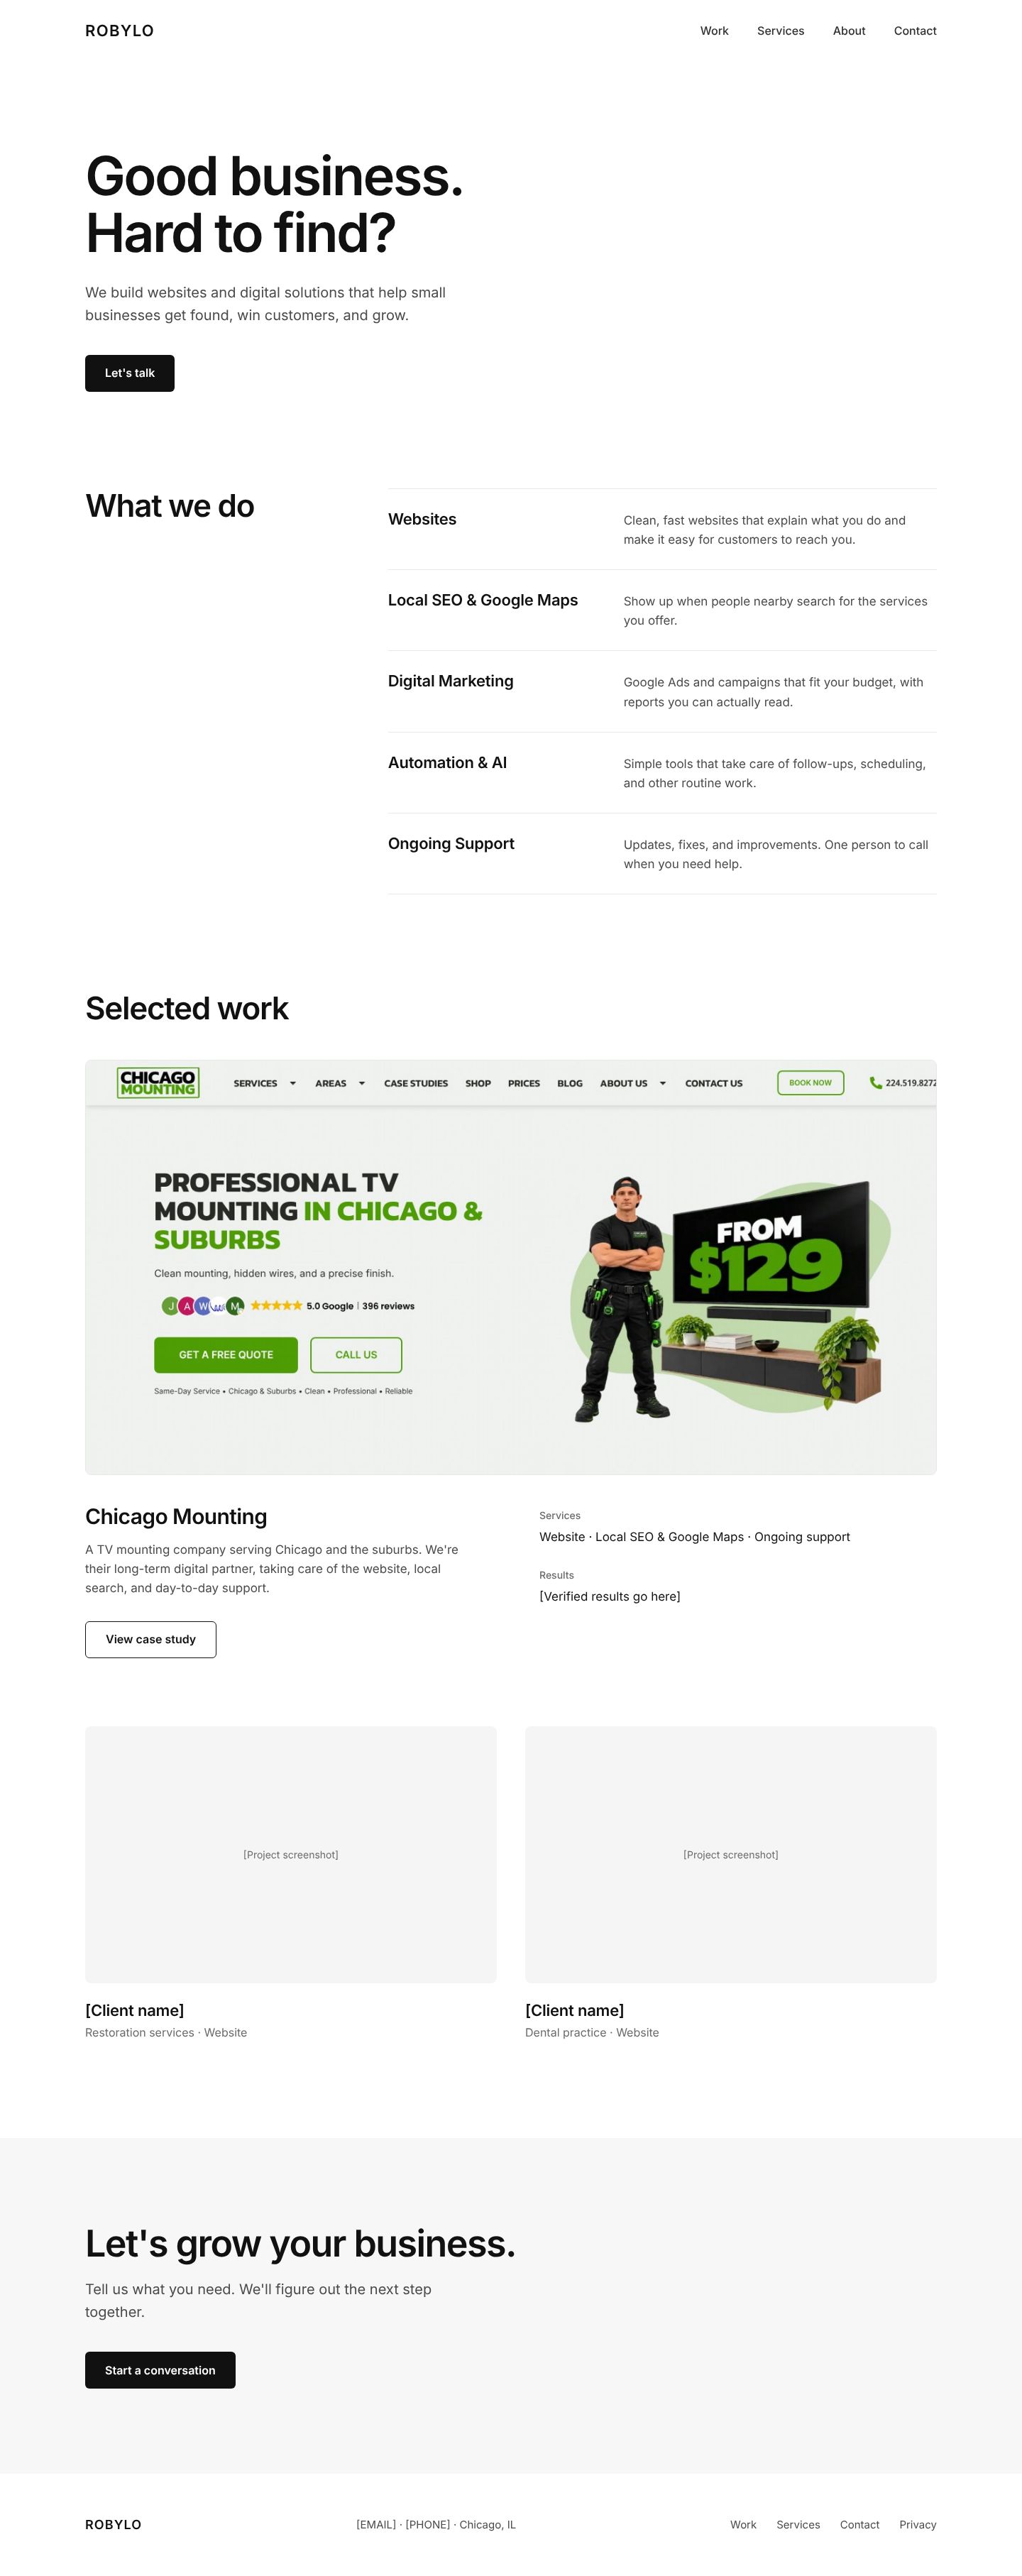 ROBYLO
Work Services About Contact
Good business.
Hard to find?
We build websites and digital solutions that help small
businesses get found, win customers, and grow.
Let's talk
What we do
Websites
Clean, fast websites that explain what you do and
make it easy for customers to reach you.
Local SEO & Google Maps
Show up when people nearby search for the services
you offer.
Digital Marketing
Google Ads and campaigns that fit your budget, with
reports you can actually read.
Automation & AI
Simple tools that take care of follow-ups, scheduling,
and other routine work.
Ongoing Support
Updates, fixes, and improvements. One person to call
when you need help.
Selected work
CHICAGO
MOUNTING
SERVICES AREAS CASE STUDIES SHOP PRICES BLOG ABOUT US CONTACT US
BOOK NOW
224.519.8272
PROFESSIONAL TV
MOUNTING IN CHICAGO &
SUBURBS
Clean mounting, hidden wires, and a precise finish.
J A W M
5.0 Google | 396 reviews
GET A FREE QUOTE
CALL US
Same-Day Service • Chicago & Suburbs • Clean • Professional • Reliable
FROM
$129
Chicago Mounting
A TV mounting company serving Chicago and the suburbs. We're
their long-term digital partner, taking care of the website, local
search, and day-to-day support.
View case study
Services
Website · Local SEO & Google Maps · Ongoing support
Results
[Verified results go here]
[Project screenshot]
[Client name]
Restoration services · Website
[Project screenshot]
[Client name]
Dental practice · Website
Let's grow your business.
Tell us what you need. We'll figure out the next step
together.
Start a conversation
ROBYLO
[EMAIL] · [PHONE] · Chicago, IL
Work Services Contact Privacy